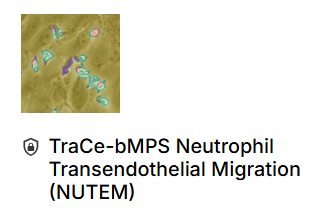 TraCe-bMPS Neutrophil
Transendothelial Migration
(NUTEM)